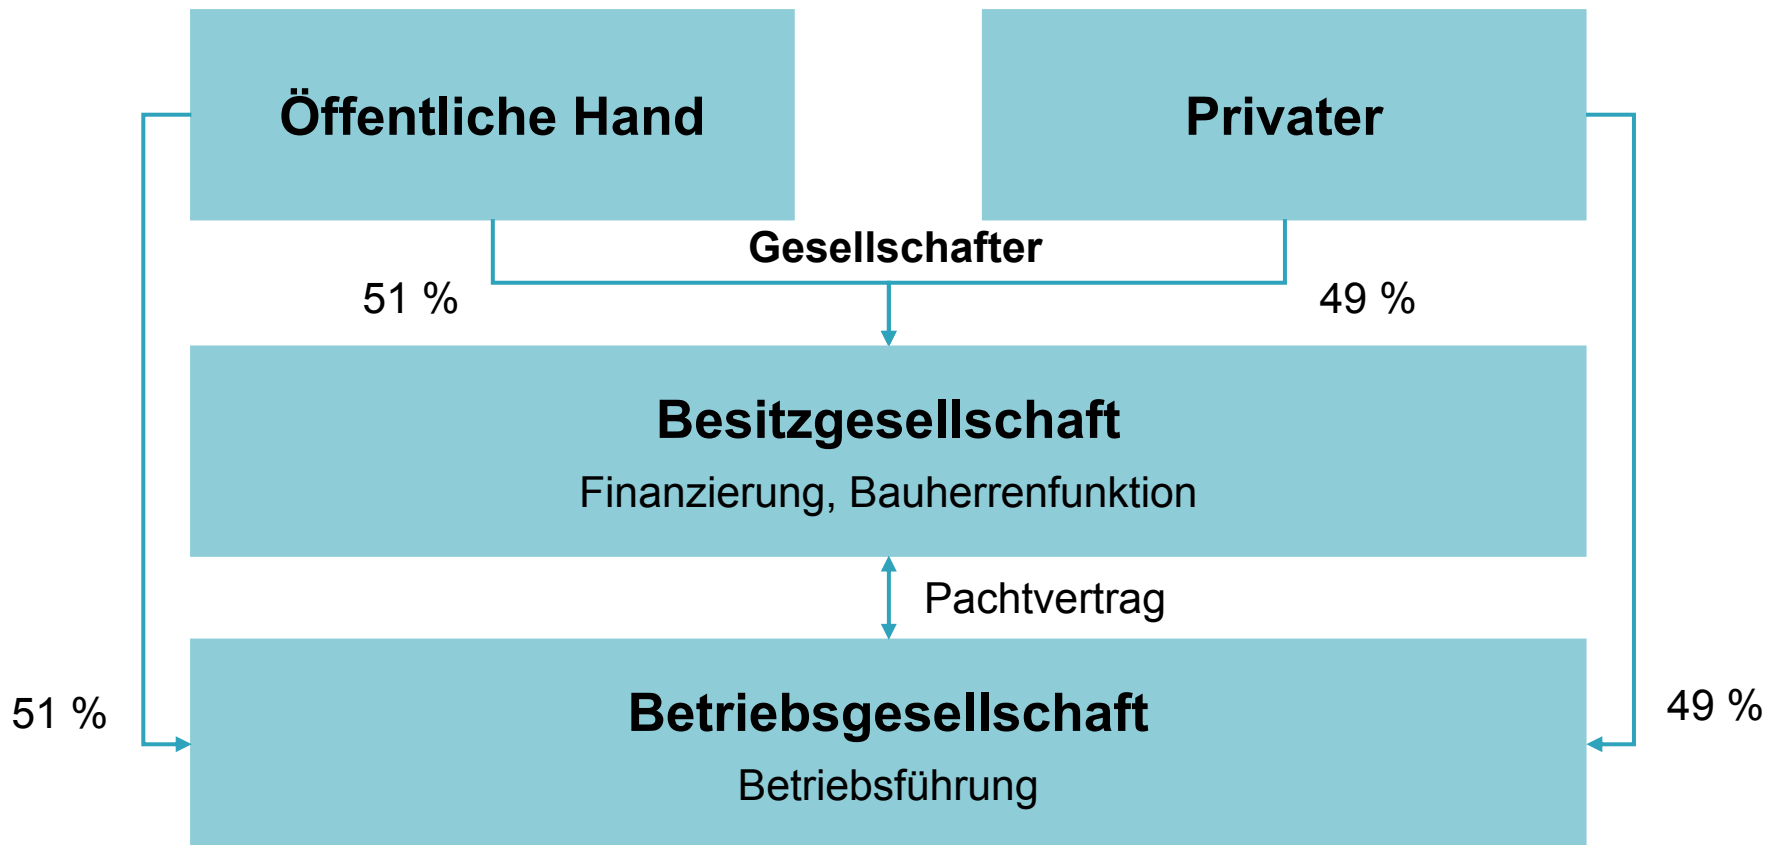 Öffentliche Hand
Privater
Gesellschafter
51 %
49 %
Besitzgesellschaft
Finanzierung, Bauherrenfunktion
Pachtvertrag
51 %
49 %
Betriebsgesellschaft
Betriebsführung